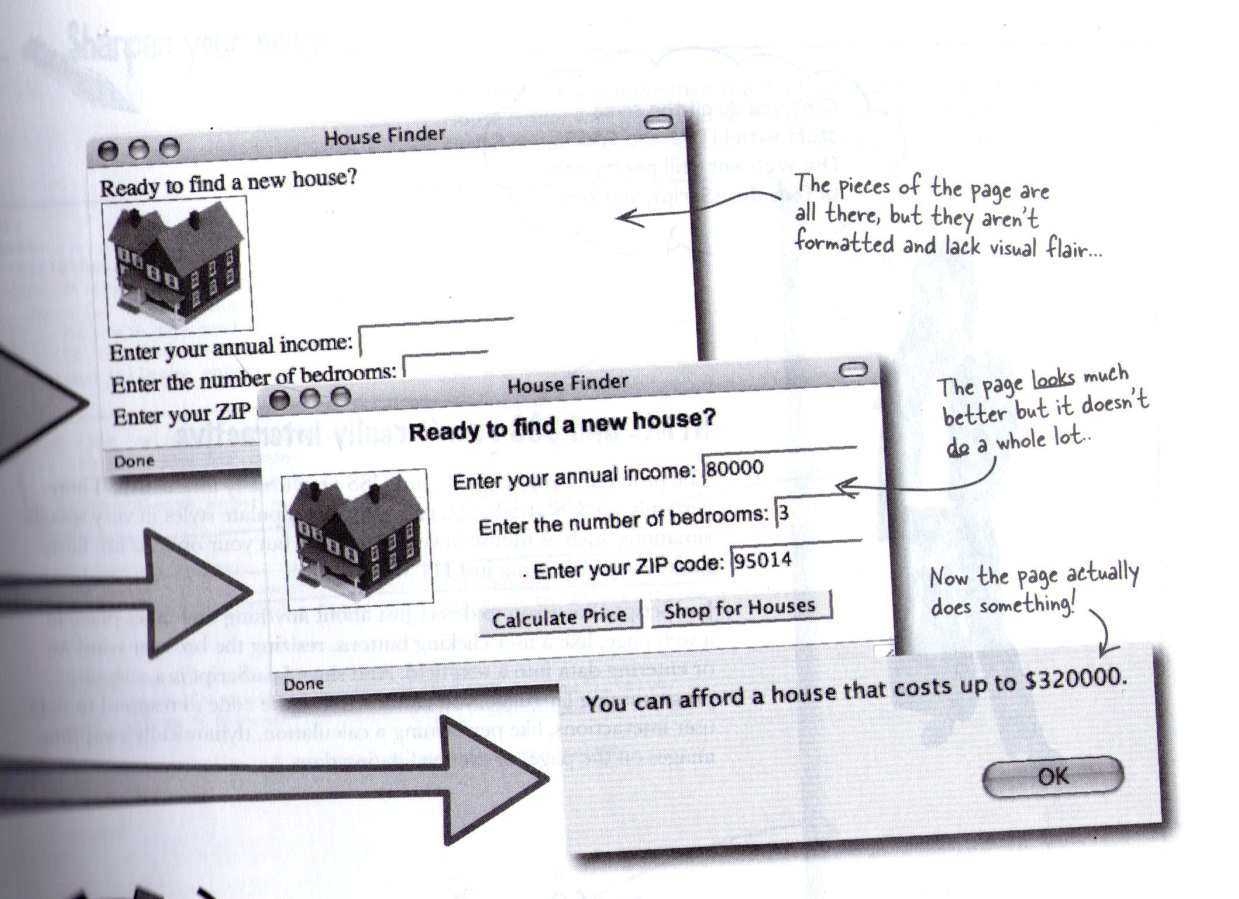 House Finder
Ready to find a new house?
The pieces of the page are
all there, but they aren't
formatted and lack visual flair...
Enter your annual income:
Enter the number of bedrooms:
Enter your ZIP
Done
House Finder
Ready to find a new house?
The page looks much
better but it doesn't
do a whole lot..
Enter your annual income: 80000
Enter the number of bedrooms: 3
Enter your ZIP code: 95014
Calculate Price
Shop for Houses
Done
Now the page actually
does something!
You can afford a house that costs up to $320000.
OK